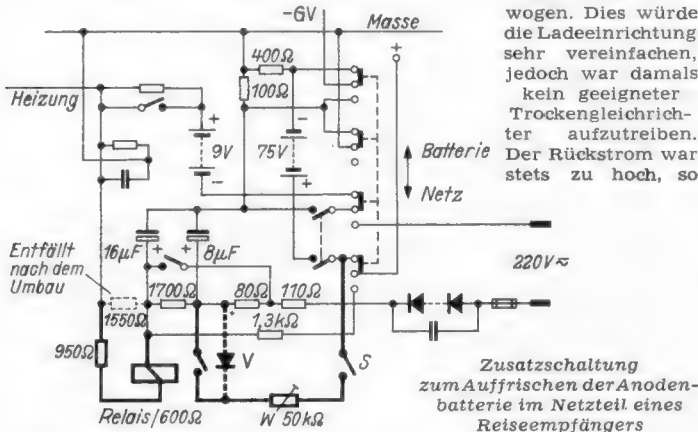 -GV
Masse
400Ω
100Ω
+
Heizung
+
9V
-
-
75V
+
Batterie
Netz
16µF
+
+
8µF
220V≈
Entfällt
nach dem
Umbau
1550Ω
1700Ω
80Ω
110Ω
1,3kΩ
950Ω
V
S
Relais/600Ω
W 50kΩ
wogen. Dies würde
die Ladeeinrichtung
sehr vereinfachen,
jedoch war damals
kein geeigneter
Trockengleichrich-
ter aufzutreiben.
Der Rückstrom war
stets zu hoch, so
Zusatzschaltung
zum Auffrischen der Anoden-
batterie im Netzteil eines
Reiseempfängers